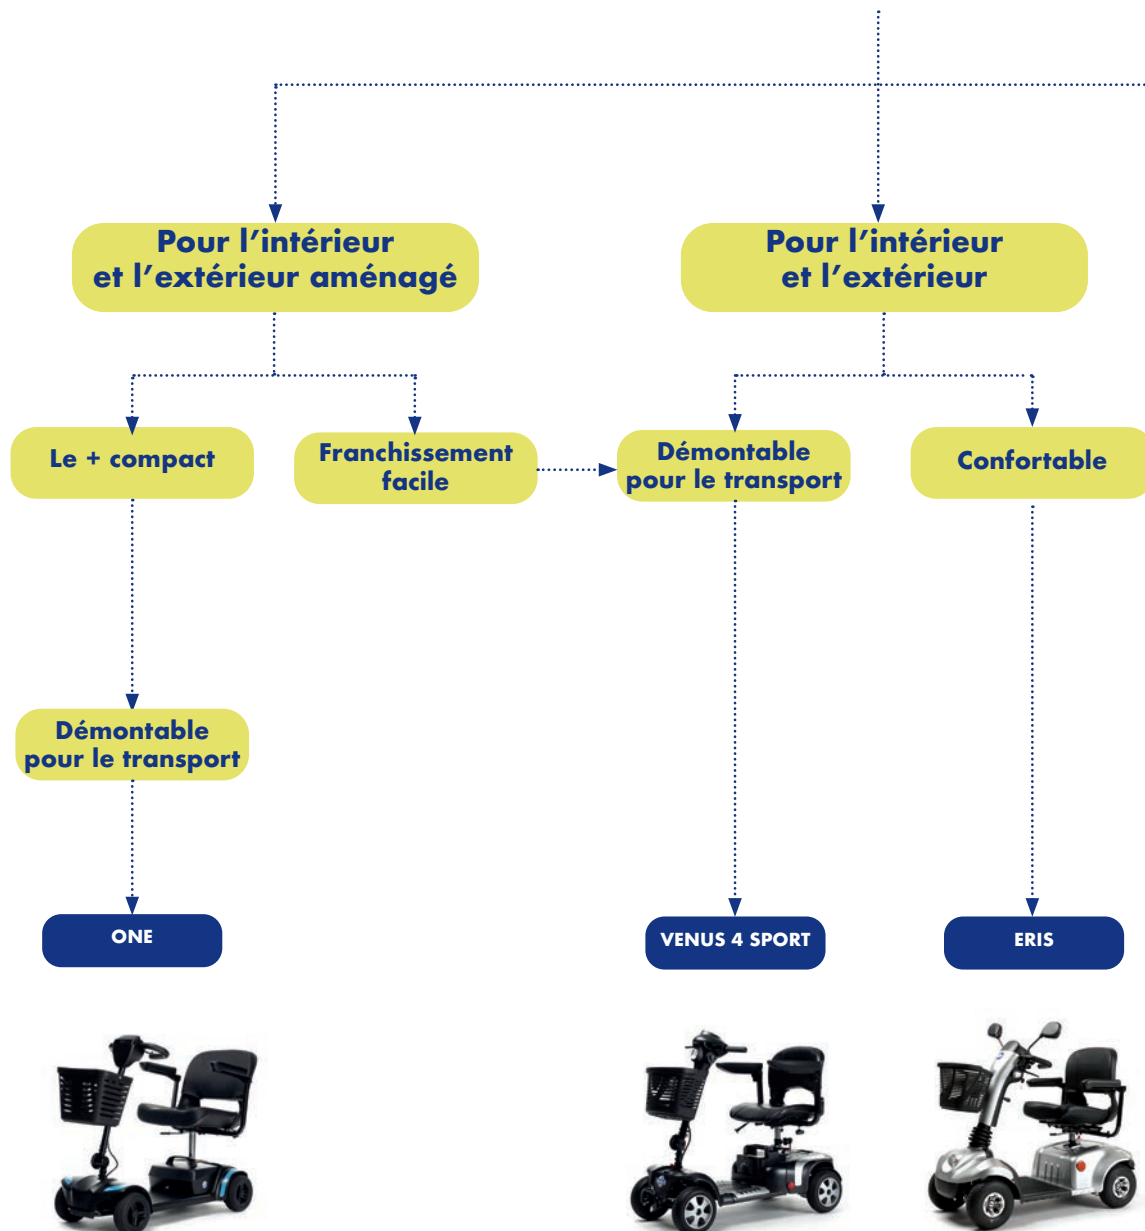 Pour l’intérieur
et l’extérieur aménagé
Pour l’intérieur
et l’extérieur
Le + compact
Franchissement
facile
Démontable
pour le transport
Confortable
Démontable
pour le transport
ONE
VENUS 4 SPORT
ERIS